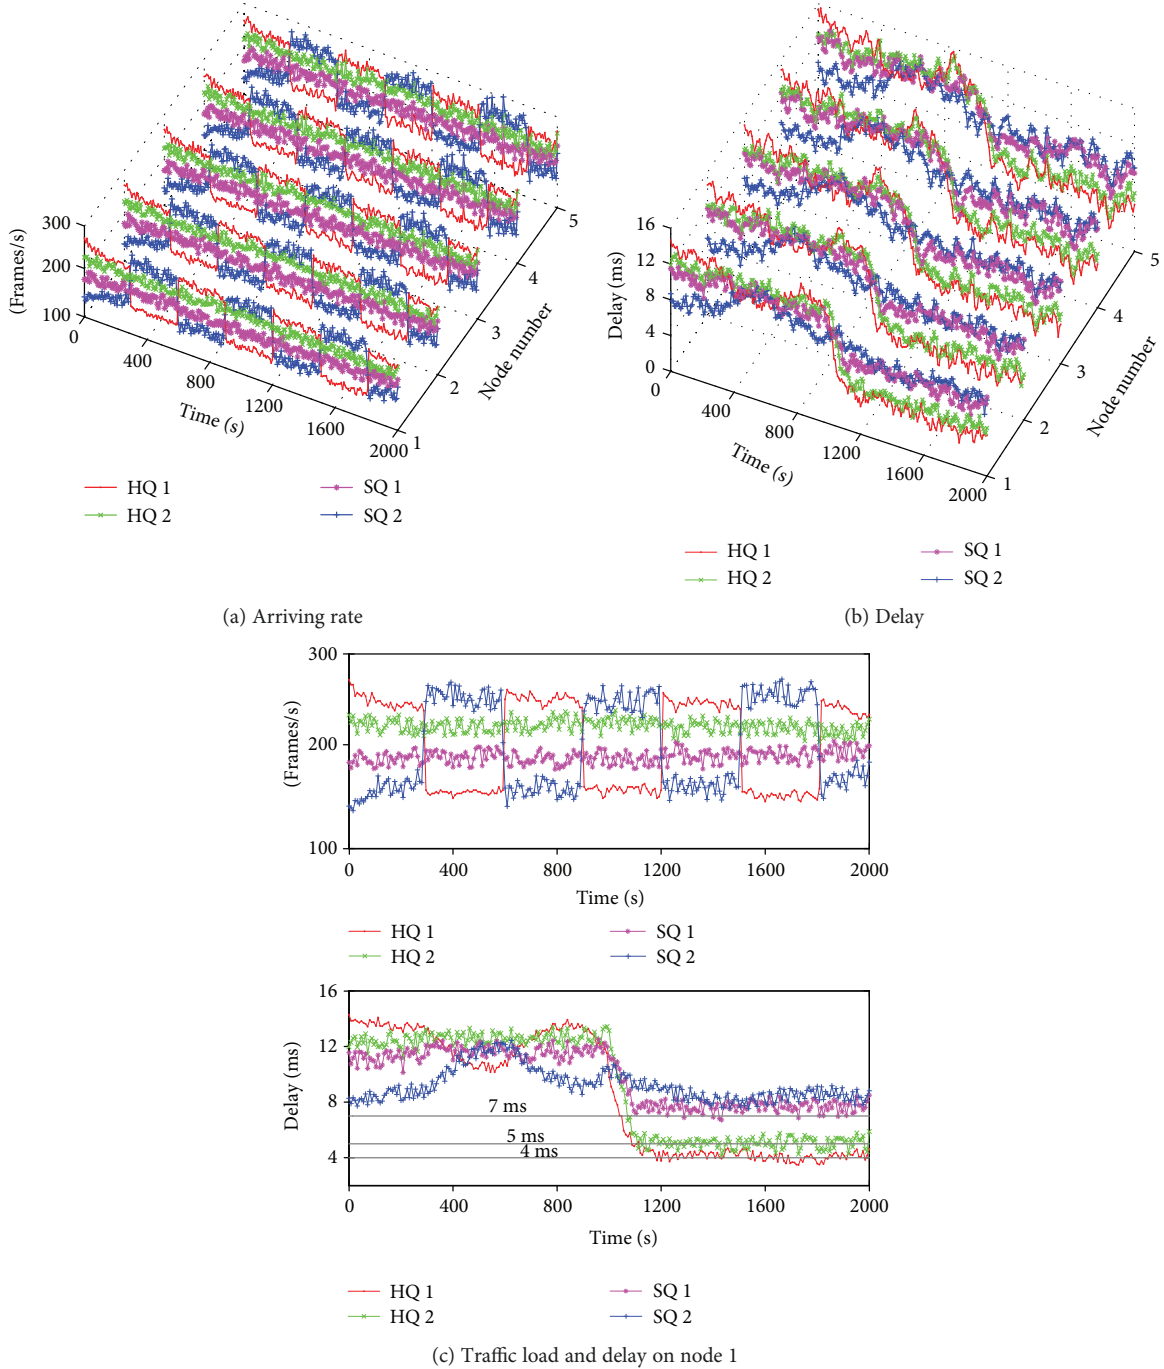 300
200
100
(Frames/s)
0
400
800
1200
1600
2000
Time (s)
1
2
3
4
5
Node number
HQ 1
SQ 1
HQ 2
SQ 2
(a) Arriving rate
16
12
8
4
0
Delay (ms)
0
400
800
1200
1600
2000
Time (s)
1
2
3
4
5
Node number
HQ 1
SQ 1
HQ 2
SQ 2
(b) Delay
300
200
100
(Frames/s)
0 400 800 1200 1600 2000
Time (s)
HQ 1
SQ 1
HQ 2
SQ 2
16
12
8
4
Delay (ms)
7 ms
5 ms
4 ms
0 400 800 1200 1600 2000
Time (s)
HQ 1
SQ 1
HQ 2
SQ 2
(c) Traffic load and delay on node 1